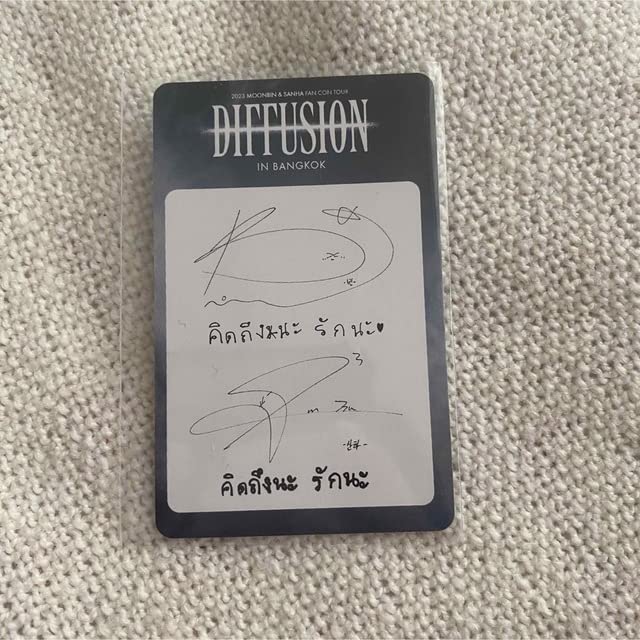 2023 MOONBIN & SANHA FAN CON TOUR
DIFFUSION
IN BANGKOK
คิดถึงนะ รักนะ♥
คิดถึงนะ รักนะ